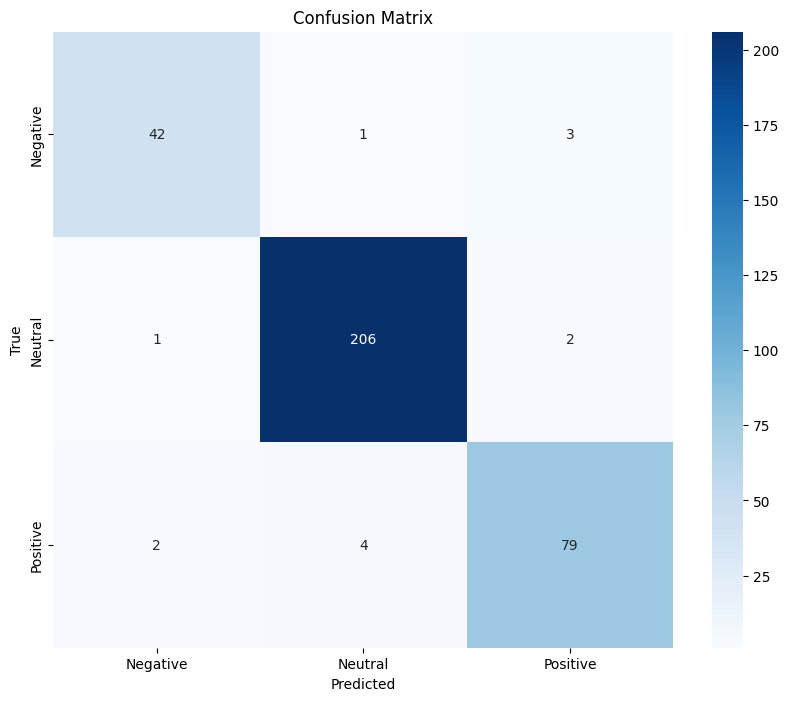 Confusion Matrix
Negative
42
1
3
True
Neutral
1
206
2
Positive
2
4
79
Negative
Neutral
Positive
Predicted
200
175
150
125
100
75
50
25